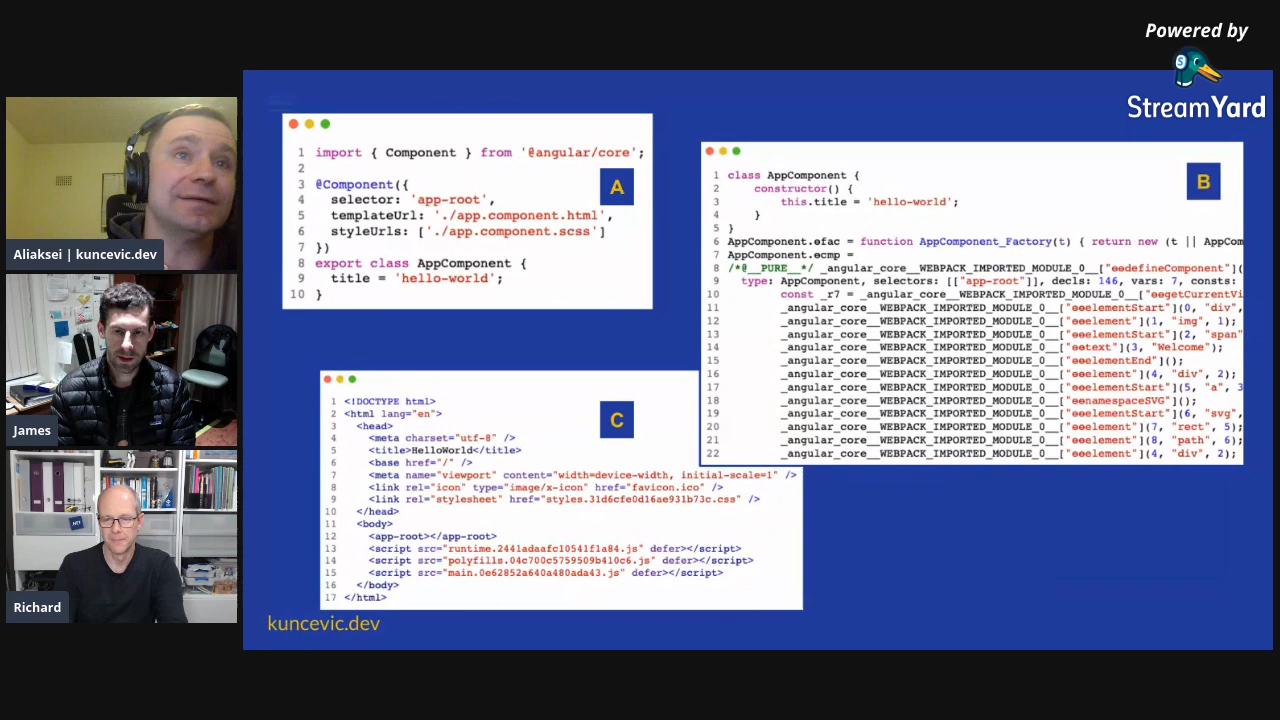 Powered by
StreamYard
Aliaksei | kuncevic.dev
James
Richard
A
1 import { Component } from '@angular/core';
2
3 @Component({
4 selector: 'app-root',
5 templateUrl: './app.component.html',
6 styleUrls: ['./app.component.scss']
7 })
8 export class AppComponent {
9 title = 'hello-world';
10 }
B
1 class AppComponent {
2 constructor() {
3 this.title = 'hello-world';
4 }
5 }
6 AppComponent.ɵfac = function AppComponent_Factory(t) { return new (t || AppCom
7 AppComponent.ɵcmp =
8 /*@__PURE__*/ _angular_core__WEBPACK_IMPORTED_MODULE_0__["ɵɵdefineComponent"](
9 type: AppComponent, selectors: [["app-root"]], decls: 146, vars: 7, consts:
10 const _r7 = _angular_core__WEBPACK_IMPORTED_MODULE_0__["ɵɵgetCurrentVi
11 _angular_core__WEBPACK_IMPORTED_MODULE_0__["ɵɵelementStart"](0, "div",
12 _angular_core__WEBPACK_IMPORTED_MODULE_0__["ɵɵelement"](1, "img", 1);
13 _angular_core__WEBPACK_IMPORTED_MODULE_0__["ɵɵelementStart"](2, "span"
14 _angular_core__WEBPACK_IMPORTED_MODULE_0__["ɵɵtext"](3, "Welcome");
15 _angular_core__WEBPACK_IMPORTED_MODULE_0__["ɵɵelementEnd"]();
16 _angular_core__WEBPACK_IMPORTED_MODULE_0__["ɵɵelement"](4, "div", 2);
17 _angular_core__WEBPACK_IMPORTED_MODULE_0__["ɵɵelementStart"](5, "a", 3
18 _angular_core__WEBPACK_IMPORTED_MODULE_0__["ɵɵnamespaceSVG"]();
19 _angular_core__WEBPACK_IMPORTED_MODULE_0__["ɵɵelementStart"](6, "svg",
20 _angular_core__WEBPACK_IMPORTED_MODULE_0__["ɵɵelement"](7, "rect", 5);
21 _angular_core__WEBPACK_IMPORTED_MODULE_0__["ɵɵelement"](8, "path", 6);
22 _angular_core__WEBPACK_IMPORTED_MODULE_0__["ɵɵelement"](4, "div", 2);
C
1 <!DOCTYPE html>
2 <html lang="en">
3 <head>
4 <meta charset="utf-8" />
5 <title>HelloWorld</title>
6 <base href="/" />
7 <meta name="viewport" content="width=device-width, initial-scale=1" />
8 <link rel="icon" type="image/x-icon" href="favicon.ico" />
9 <link rel="stylesheet" href="styles.31d6cfe0d16ae931b73c.css" />
10 </head>
11 <body>
12 <app-root></app-root>
13 <script src="runtime.2441adaafc10541f1a84.js" defer></script>
14 <script src="polyfills.04c700c5759509b410c6.js" defer></script>
15 <script src="main.0e62852a640a480ada43.js" defer></script>
16 </body>
17 </html>
kuncevic.dev
.NET